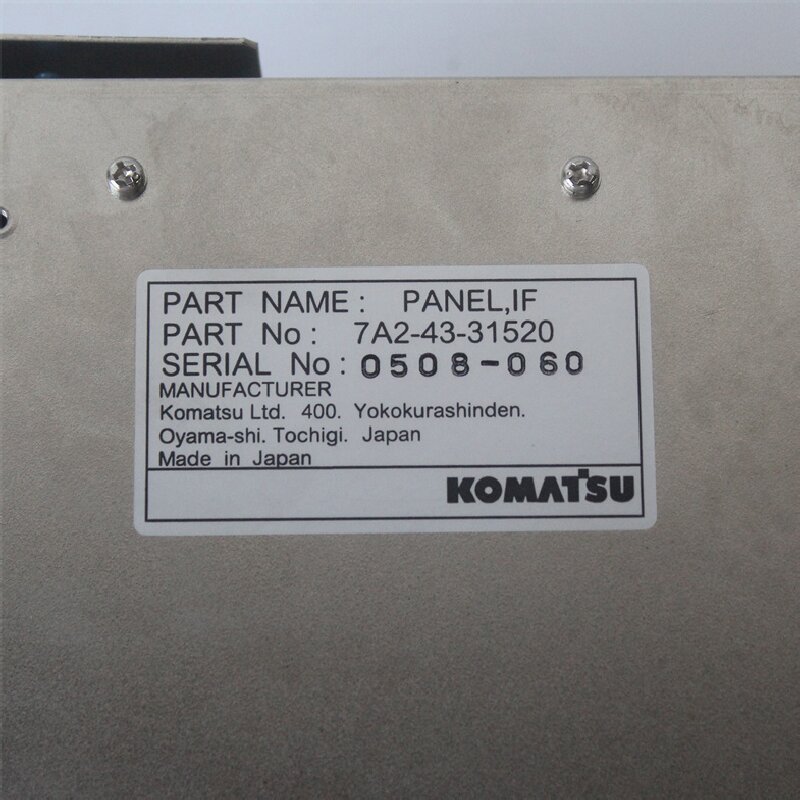 PART NAME : PANEL,IF
PART No : 7A2-43-31520
SERIAL No : 0508-060
MANUFACTURER
Komatsu Ltd. 400. Yokokurashinden.
Oyama-shi. Tochigi. Japan
Made in Japan
KOMATSU